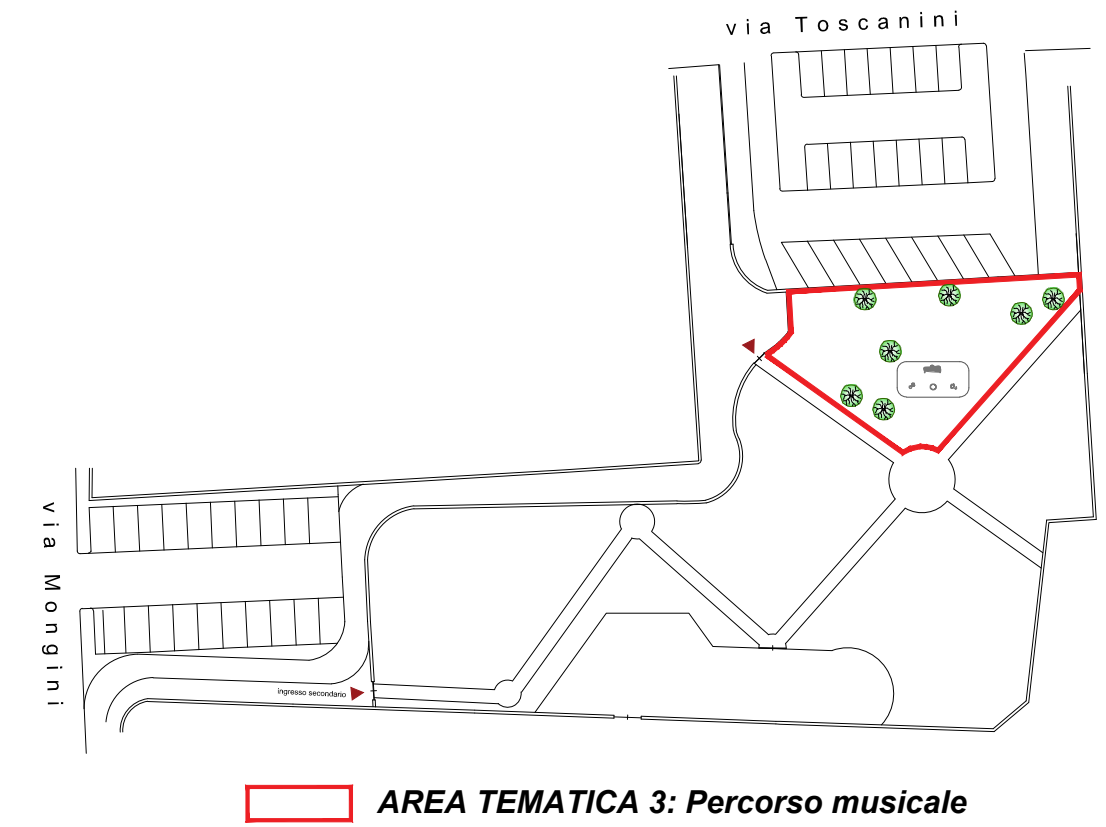 via Toscanini
via Mongini
ingresso secondario
AREA TEMATICA 3: Percorso musicale